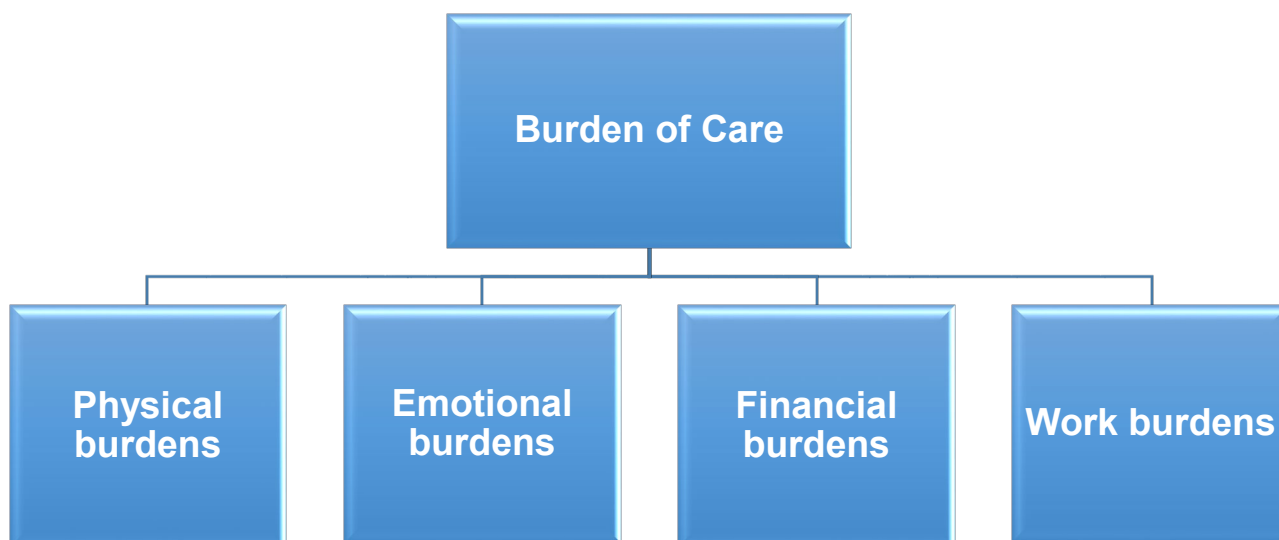 Burden of Care
Physical
burdens
Emotional
burdens
Financial
burdens
Work burdens